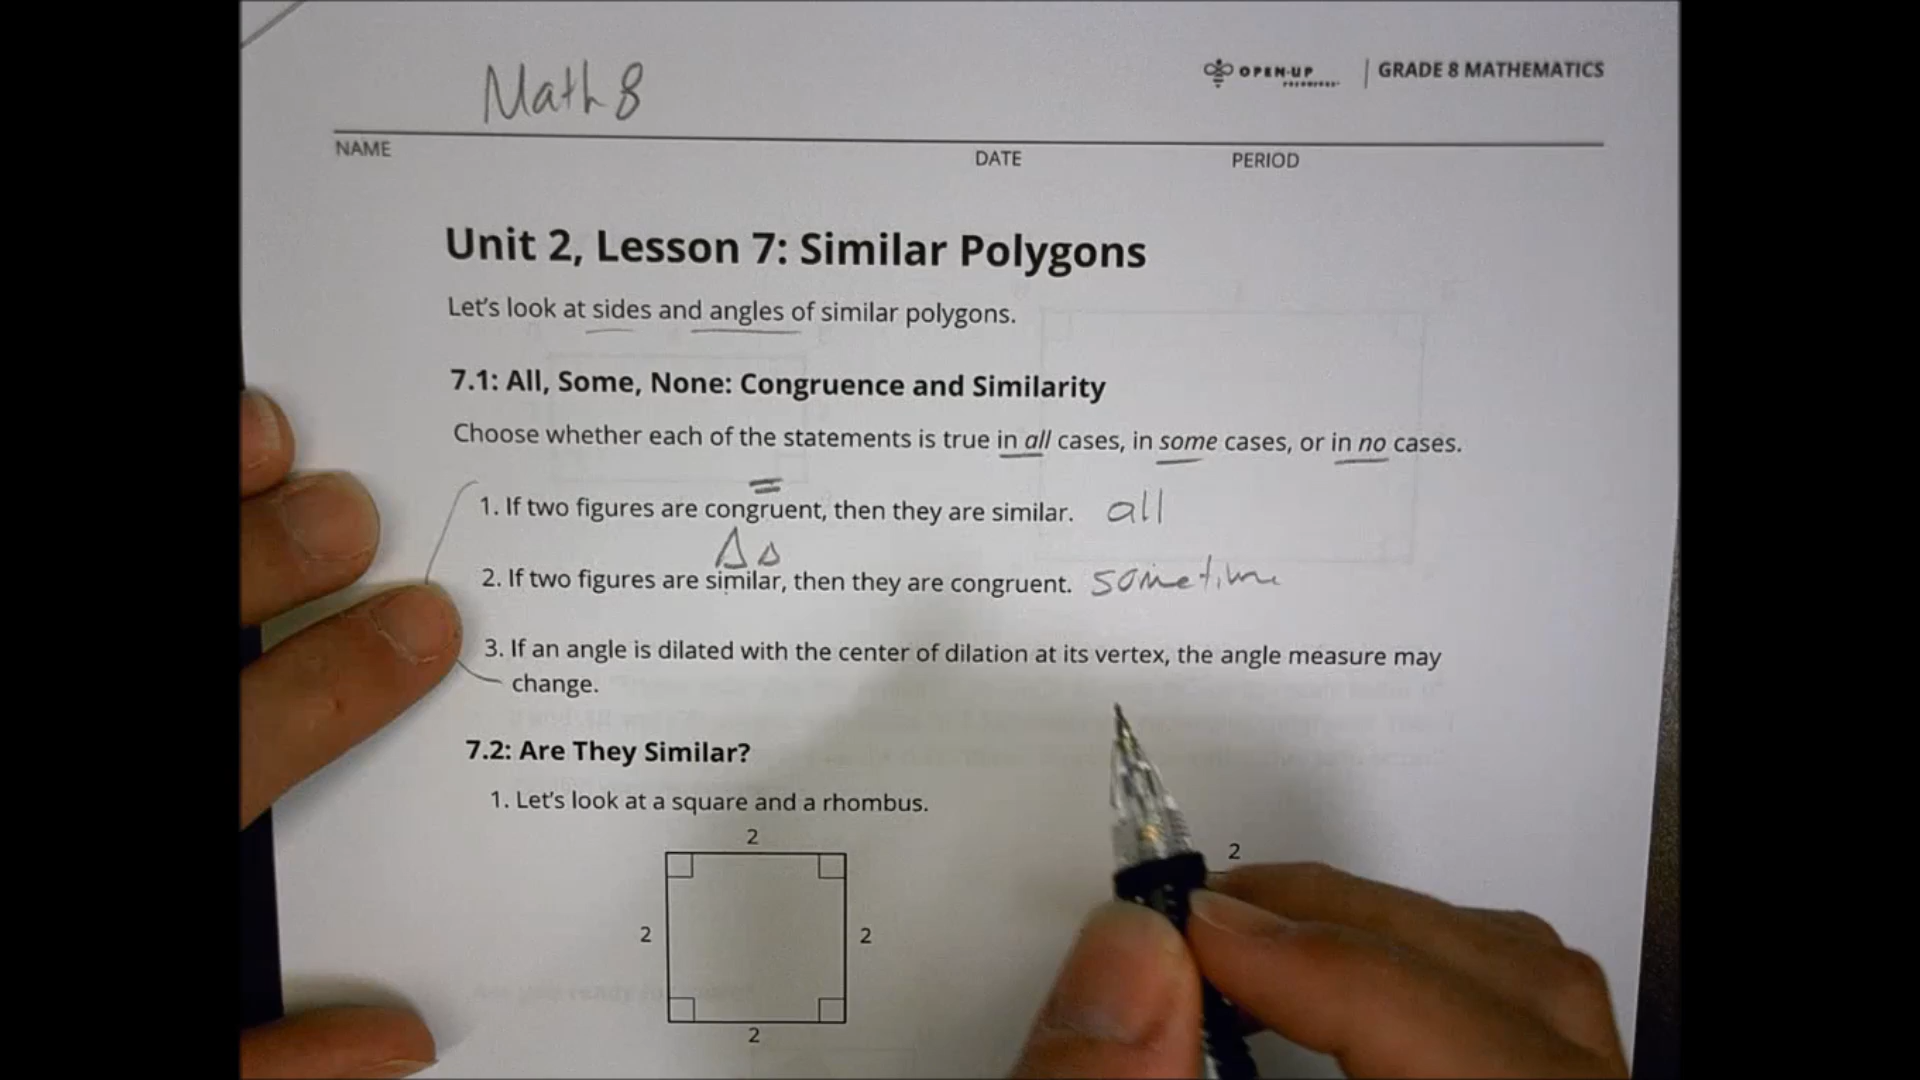 Math 8
OPEN-UP | GRADE 8 MATHEMATICS
NAME DATE PERIOD
Unit 2, Lesson 7: Similar Polygons
Let's look at sides and angles of similar polygons.
7.1: All, Some, None: Congruence and Similarity
Choose whether each of the statements is true in all cases, in some cases, or in no cases.
=
1. If two figures are congruent, then they are similar. all
2. If two figures are similar, then they are congruent. sometime
3. If an angle is dilated with the center of dilation at its vertex, the angle measure may
change.
7.2: Are They Similar?
1. Let's look at a square and a rhombus.
2
2
2 2
2